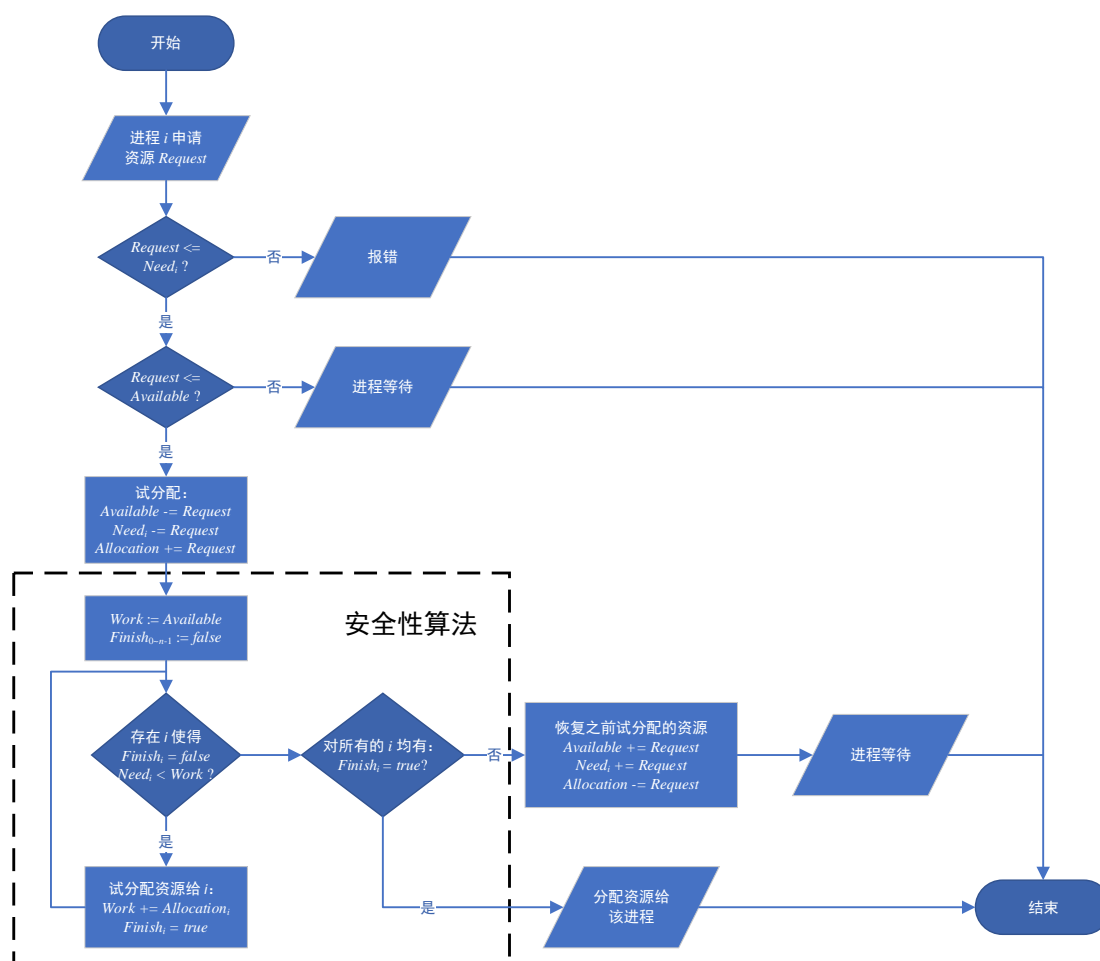 开始
进程 i 申请
资源 Request
Request <=
Needᵢ ?
否
报错
是
Request <=
Available ?
否
进程等待
是
试分配：
Available -= Request
Needᵢ -= Request
Allocation += Request
安全性算法
Work := Available
Finish₀₋ₙ₋₁ := false
存在 i 使得
Finishᵢ = false
Needᵢ < Work ?
对所有的 i 均有：
Finishᵢ = true?
否
恢复之前试分配的资源
Available += Request
Needᵢ += Request
Allocation -= Request
进程等待
是
试分配资源给 i：
Work += Allocationᵢ
Finishᵢ = true
是
分配资源给
该进程
结束